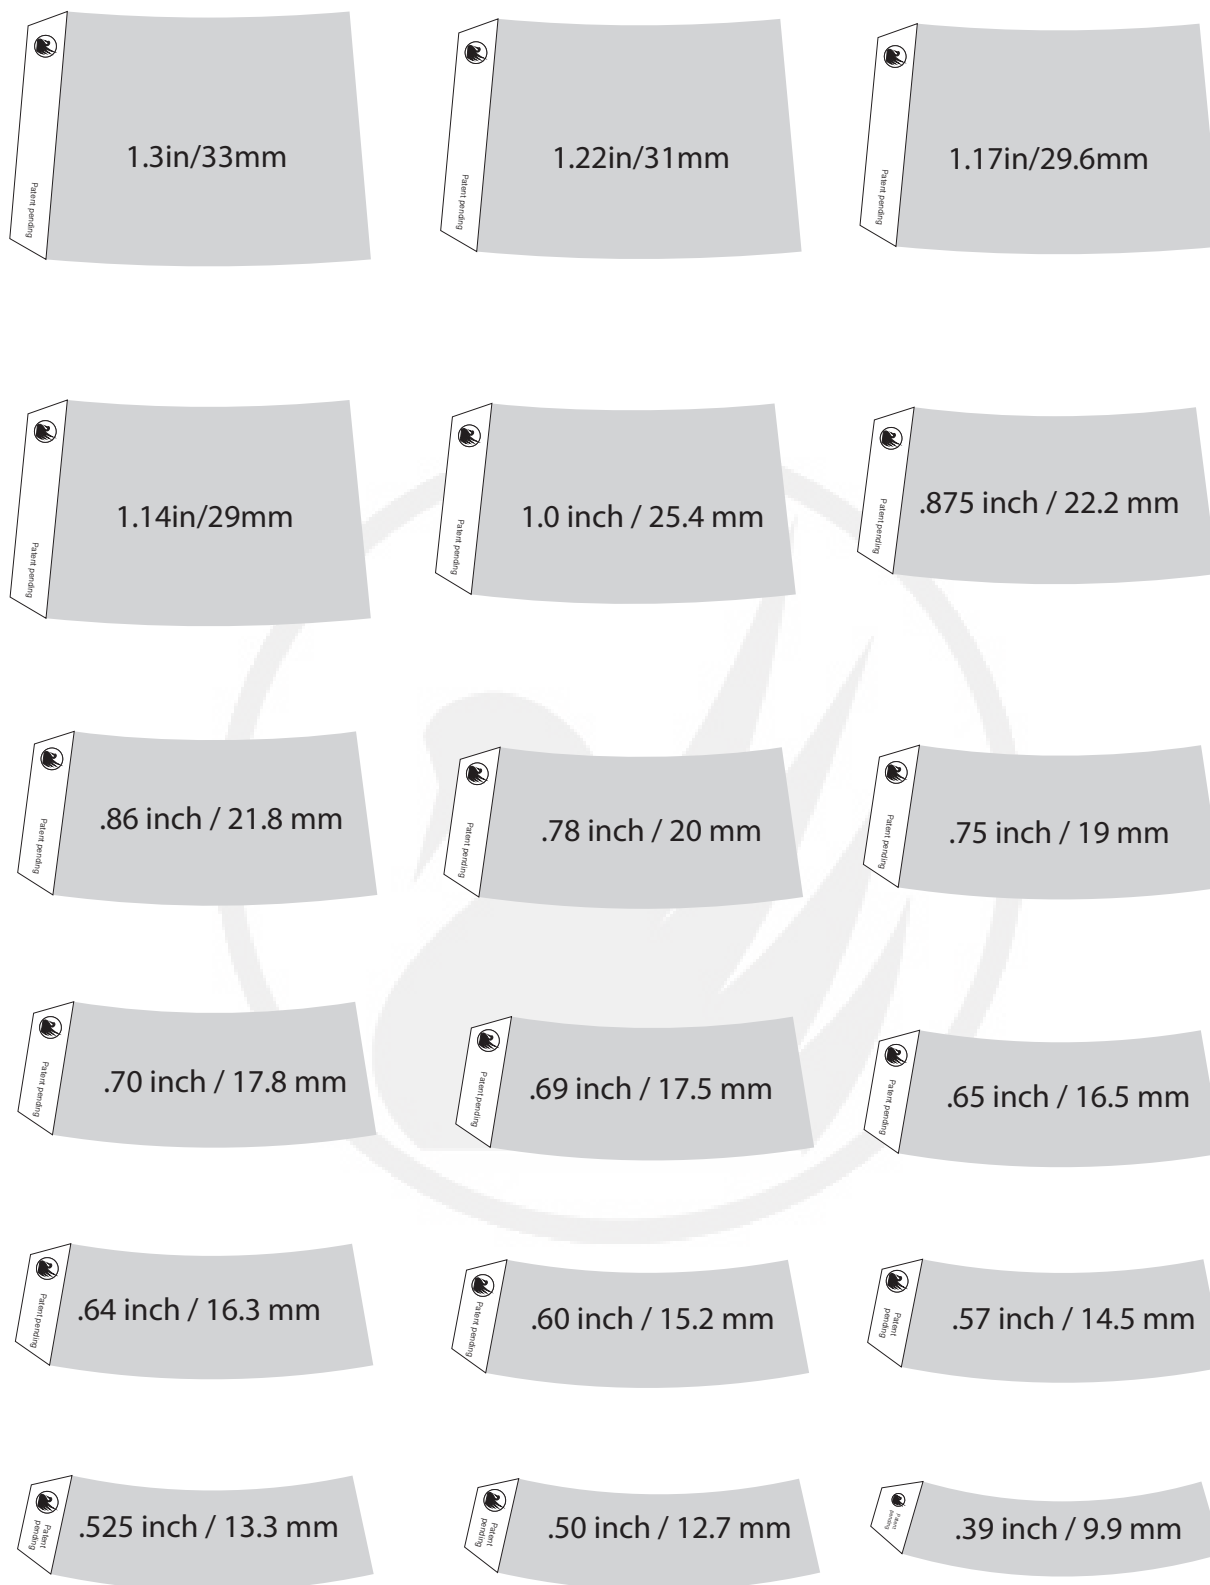 1.3in/33mm
Patent pending
1.22in/31mm
Patent pending
1.17in/29.6mm
Patent pending
1.14in/29mm
Patent pending
1.0 inch / 25.4 mm
Patent pending
.875 inch / 22.2 mm
Patent pending
.86 inch / 21.8 mm
Patent pending
.78 inch / 20 mm
Patent pending
.75 inch / 19 mm
Patent pending
.70 inch / 17.8 mm
Patent pending
.69 inch / 17.5 mm
Patent pending
.65 inch / 16.5 mm
Patent pending
.64 inch / 16.3 mm
Patent pending
.60 inch / 15.2 mm
Patent pending
.57 inch / 14.5 mm
Patent
pending
.525 inch / 13.3 mm
Patent
pending
.50 inch / 12.7 mm
Patent
pending
.39 inch / 9.9 mm
Patent
pending